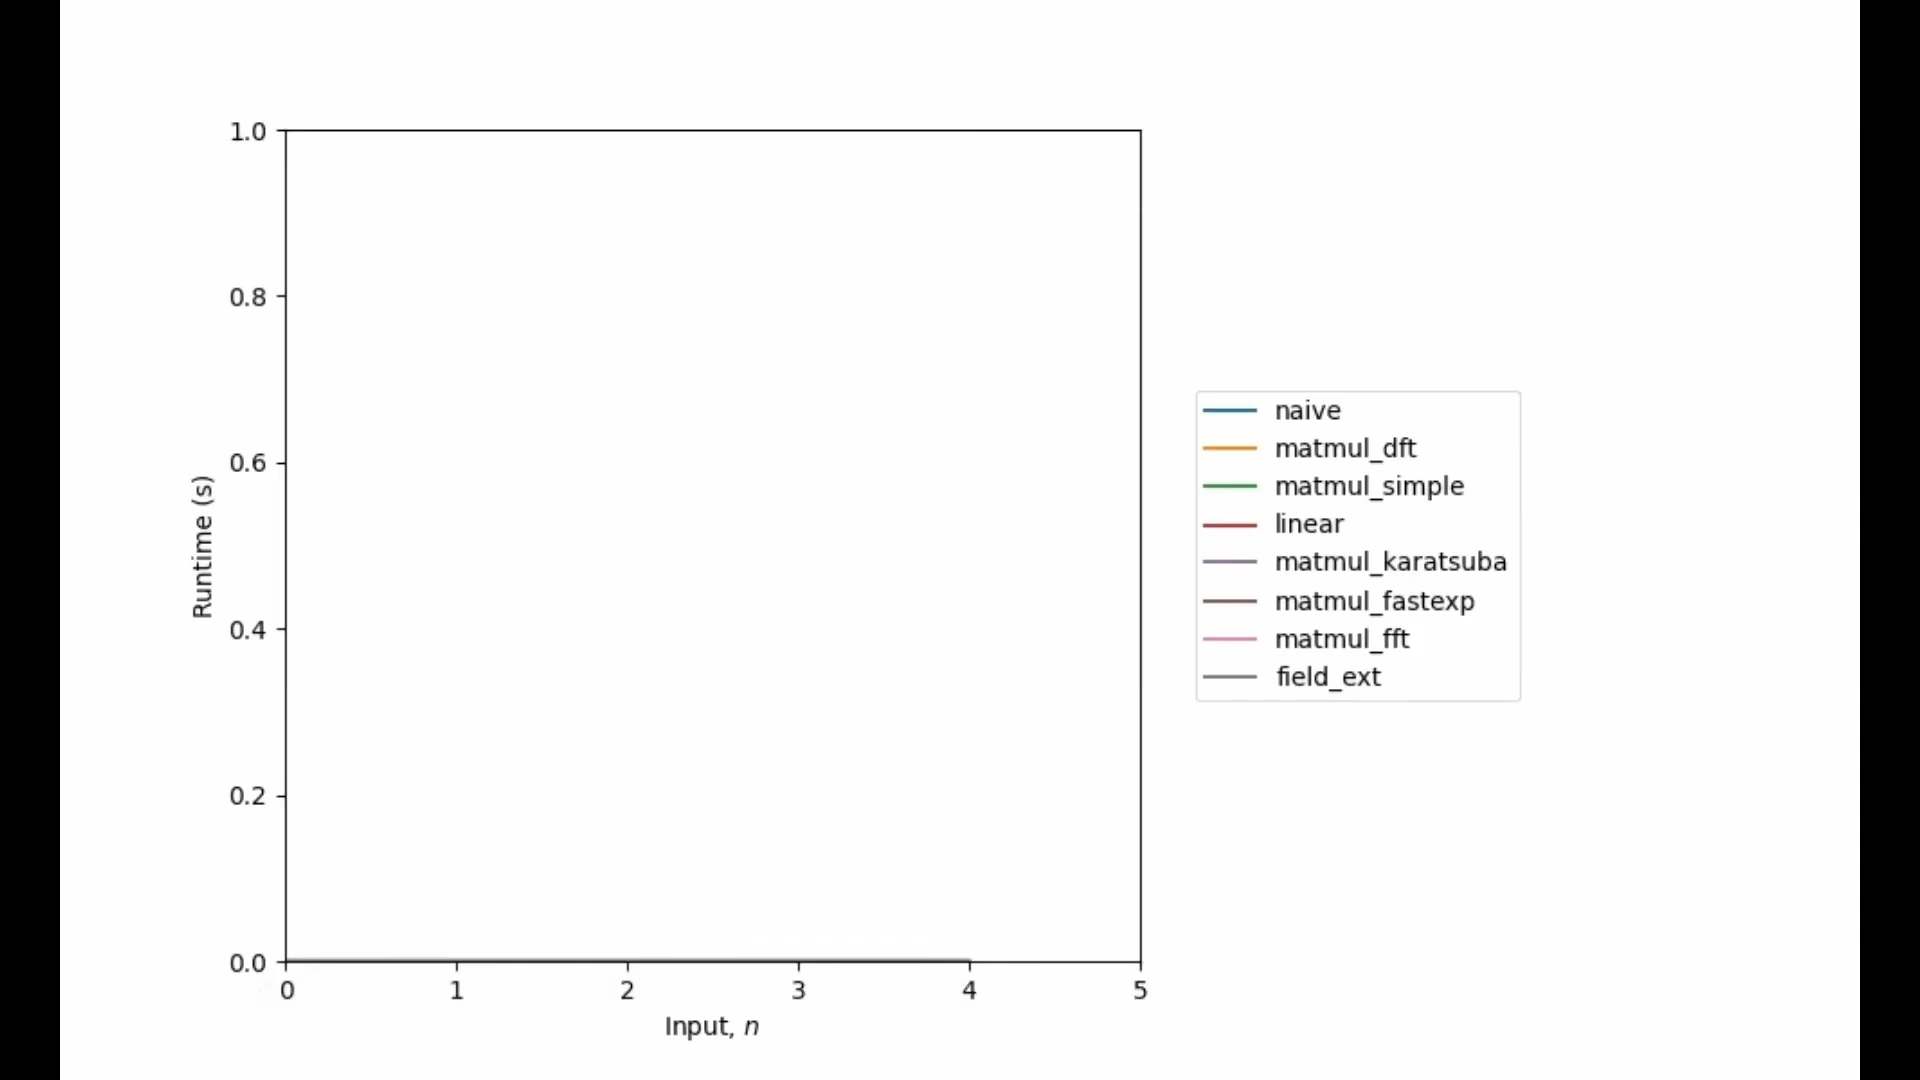 1.0
0.8
0.6
0.4
0.2
0.0
Runtime (s)
0 1 2 3 4 5
Input, n
naive
matmul_dft
matmul_simple
linear
matmul_karatsuba
matmul_fastexp
matmul_fft
field_ext